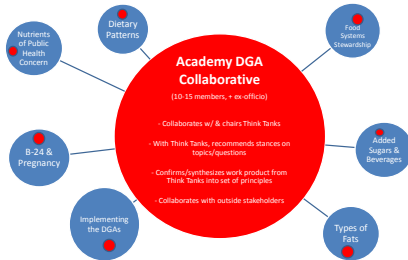 Nutrients
of Public
Health
Concern
Dietary
Patterns
Food
Systems
Stewardship
Academy DGA
Collaborative
(10-15 members, + ex-officio)
- Collaborates w/ & chairs Think Tanks
- With Think Tanks, recommends stances on
topics/questions
- Confirms/synthesizes work product from
Think Tanks into set of principles
- Collaborates with outside stakeholders
B-24 &
Pregnancy
Added
Sugars &
Beverages
Implementing
the DGAs
Types of
Fats